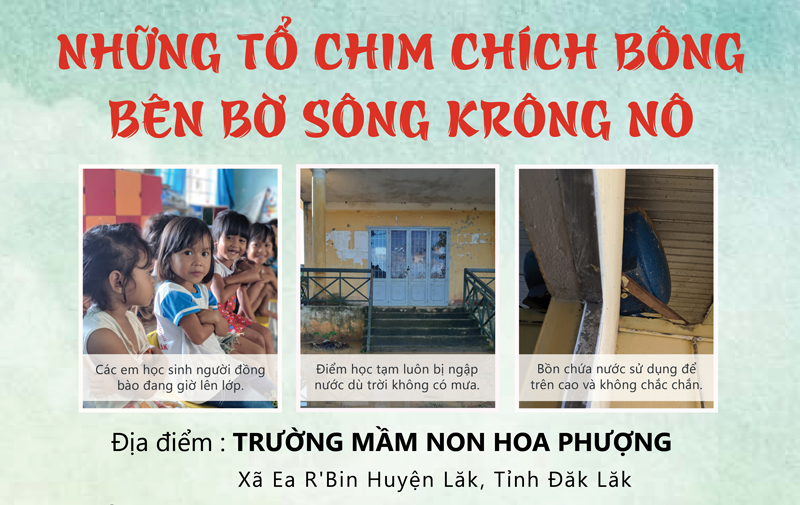 NHỮNG TỔ CHIM CHÍCH BÔNG
BÊN BỜ SÔNG KRÔNG NÔ
Các em học sinh người đồng
bào đang giờ lên lớp.
Điểm học tạm luôn bị ngập
nước dù trời không có mưa.
Bồn chứa nước sử dụng để
trên cao và không chắc chắn.
Địa điểm : TRƯỜNG MẦM NON HOA PHƯỢNG
Xã Ea R'Bin Huyện Lăk, Tỉnh Đăk Lăk